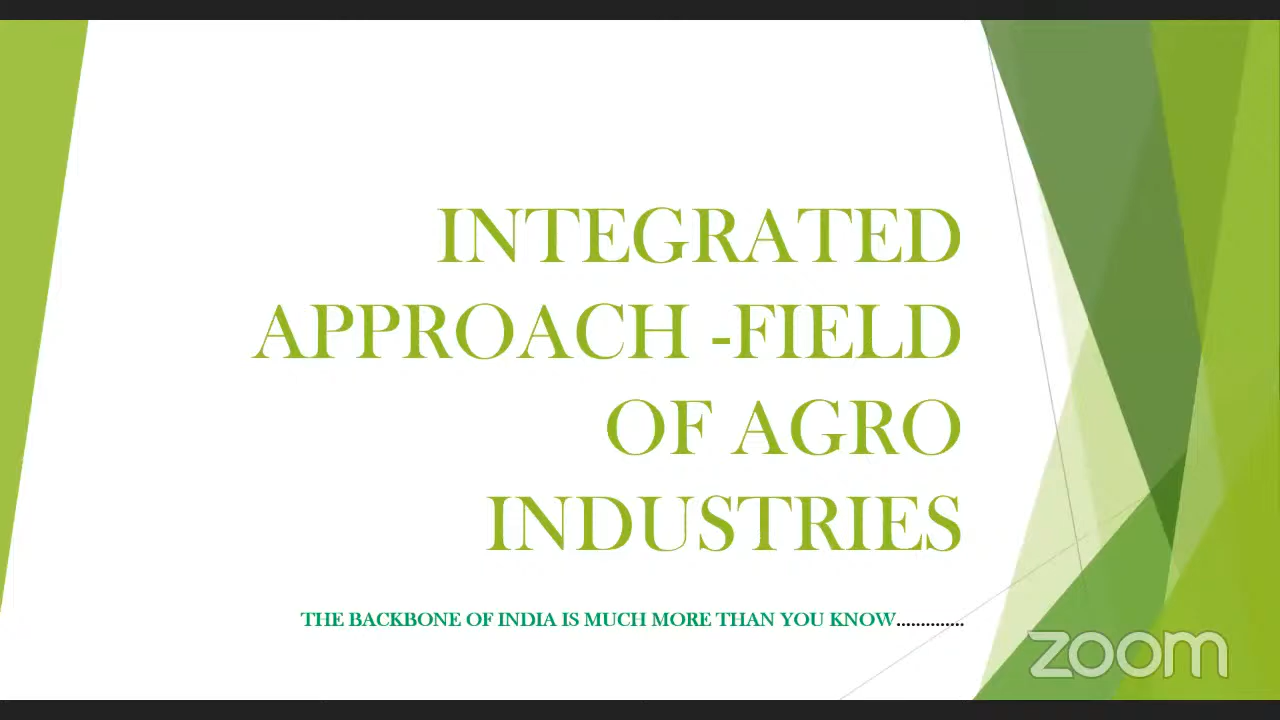 INTEGRATED
APPROACH -FIELD
OF AGRO
INDUSTRIES
THE BACKBONE OF INDIA IS MUCH MORE THAN YOU KNOW..............
zoom